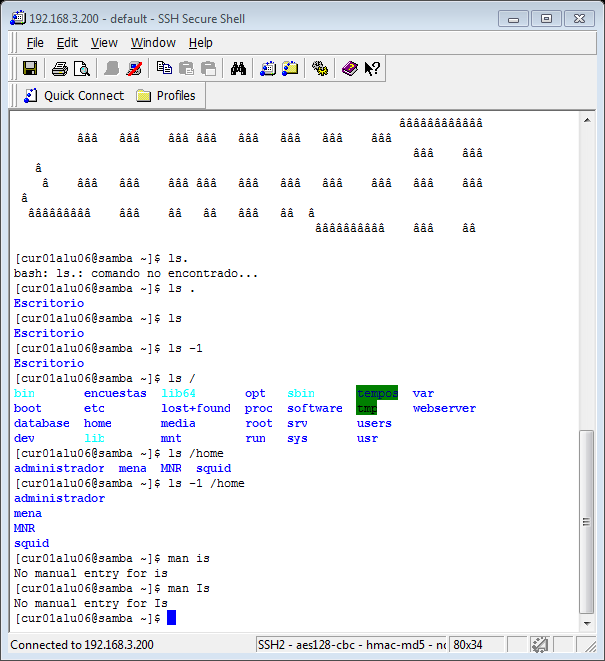 192.168.3.200 - default - SSH Secure Shell
File Edit View Window Help
Quick Connect Profiles
âââââââââââ
âââ âââ âââ âââ âââ âââ âââ âââ
âââ âââ
â
â âââ âââ âââ âââ âââ âââ âââ âââ âââ âââ
â
âââââââââ âââ ââ ââ âââ ââ â
ââââââââââ âââ ââ
[cur01alu06@samba ~]$ ls.
bash: ls.: comando no encontrado...
[cur01alu06@samba ~]$ ls .
Escritorio
[cur01alu06@samba ~]$ ls
Escritorio
[cur01alu06@samba ~]$ ls -1
Escritorio
[cur01alu06@samba ~]$ ls /
bin encuestas lib64 opt sbin tempos var
boot etc lost+found proc software tmp webserver
database home media root srv users
dev lib mnt run sys usr
[cur01alu06@samba ~]$ ls /home
administrador mena MNR squid
[cur01alu06@samba ~]$ ls -1 /home
administrador
mena
MNR
squid
[cur01alu06@samba ~]$ man is
No manual entry for is
[cur01alu06@samba ~]$ man Is
No manual entry for Is
[cur01alu06@samba ~]$
Connected to 192.168.3.200 SSH2 - aes128-cbc - hmac-md5 - nc 80x34